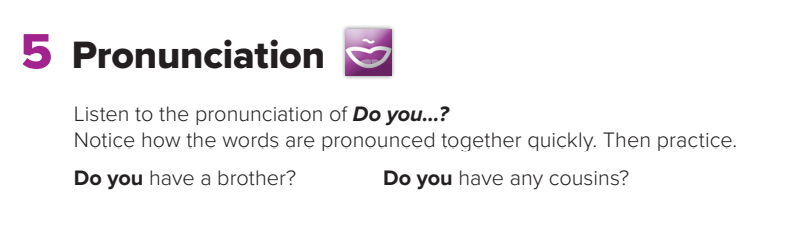 5 Pronunciation
Listen to the pronunciation of Do you...?
Notice how the words are pronounced together quickly. Then practice.
Do you have a brother? Do you have any cousins?